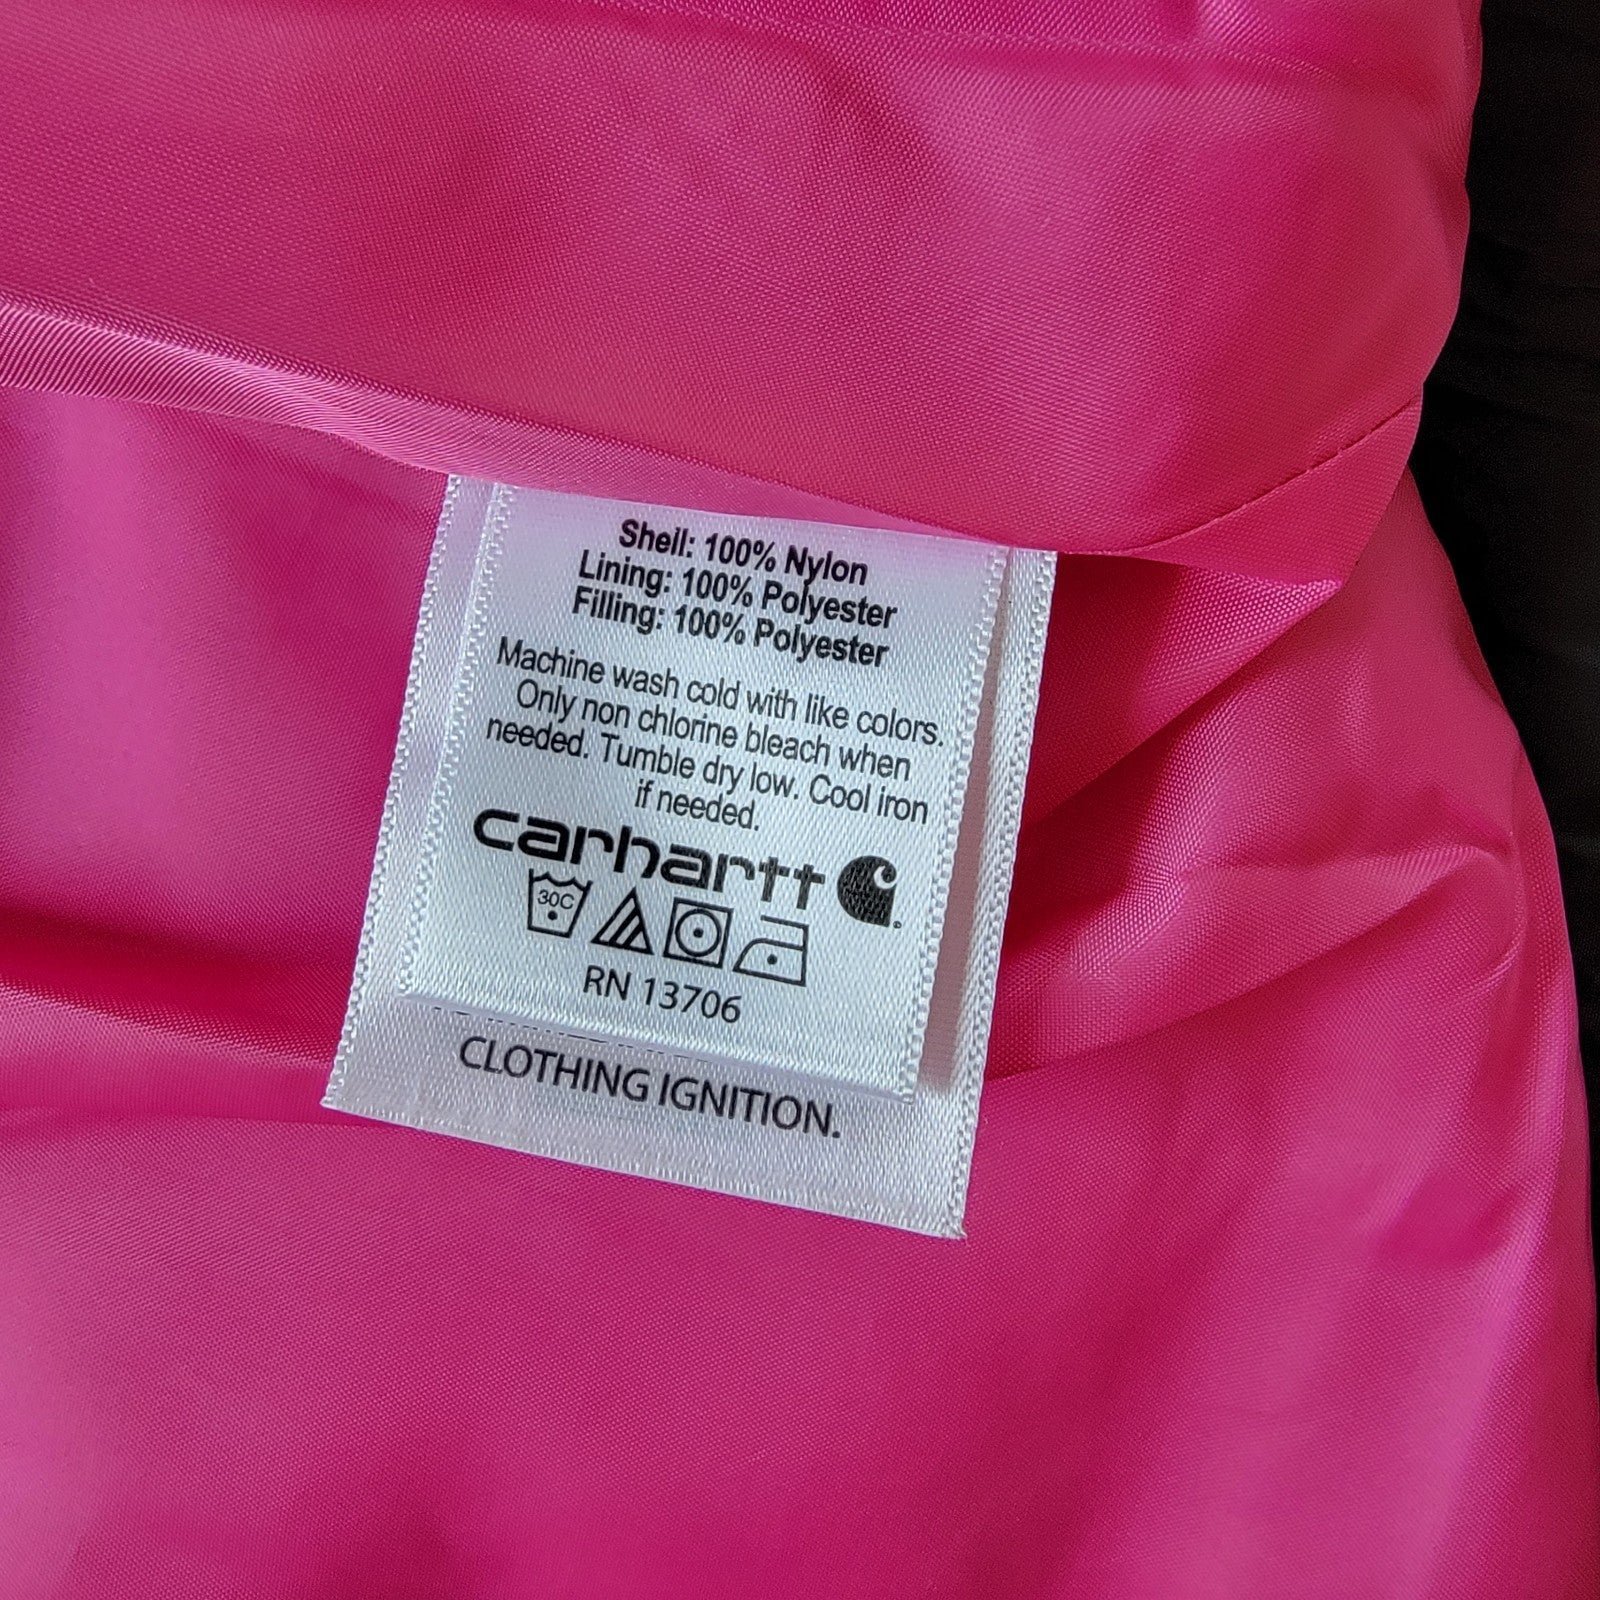 Shell: 100% Nylon
Lining: 100% Polyester
Filling: 100% Polyester
Machine wash cold with like colors.
Only non chlorine bleach when
needed. Tumble dry low. Cool iron
if needed.
carhartt
30C
RN 13706
CLOTHING IGNITION.